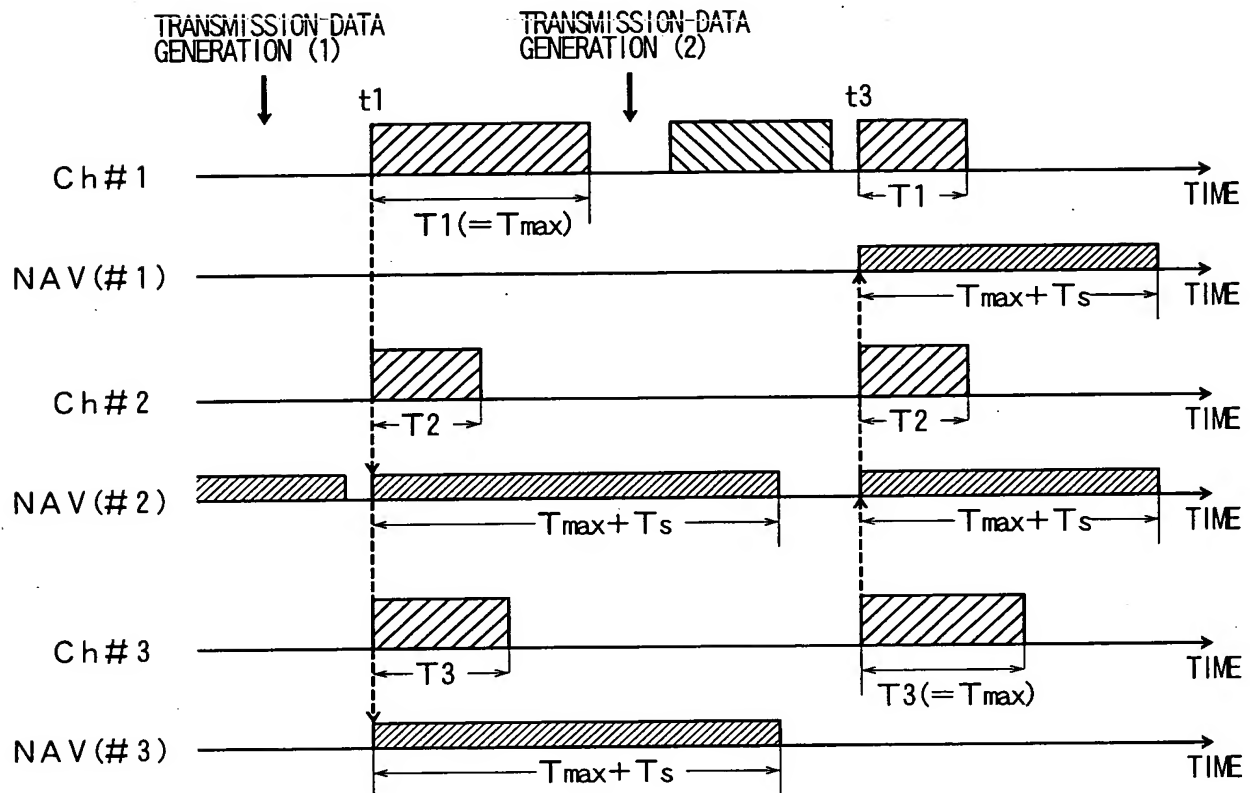 TRANSMISSION-DATA GENERATION (1)
TRANSMISSION-DATA GENERATION (2)
t1
t3
Ch#1
TIME
T1(=Tmax)
T1
NAV(#1)
TIME
Tmax+Ts
Ch#2
TIME
T2
T2
NAV(#2)
TIME
Tmax+Ts
Tmax+Ts
Ch#3
TIME
T3
T3(=Tmax)
NAV(#3)
TIME
Tmax+Ts